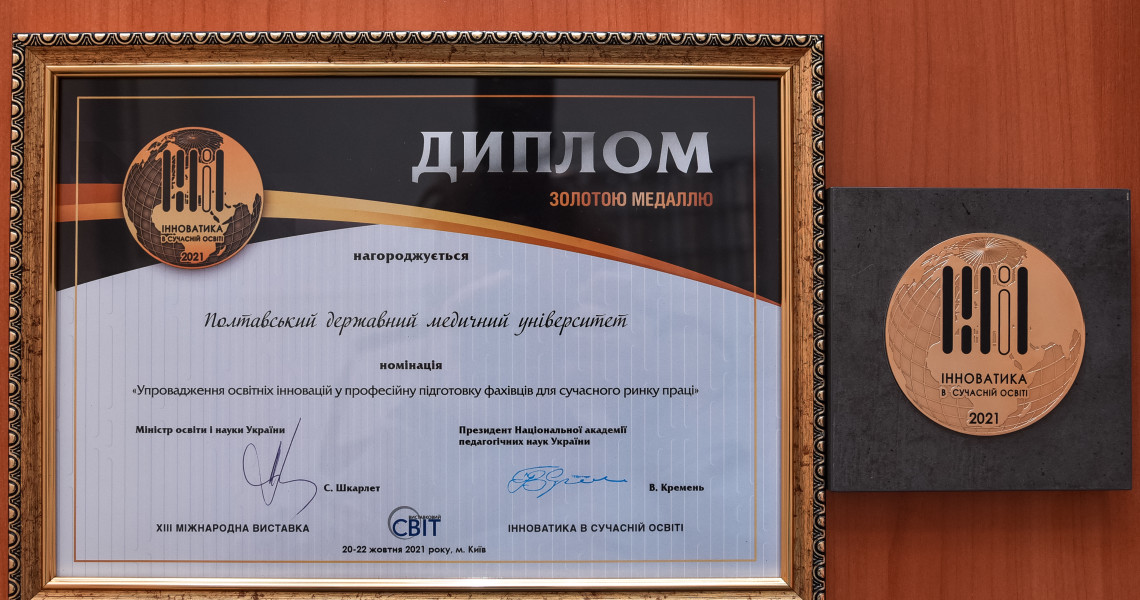 ДИПЛОМ
ЗОЛОТОЮ МЕДАЛЛЮ
ІННОВАТИКА
В СУЧАСНІЙ ОСВІТІ
2021
нагороджується
Полтавський державний медичний університет
номінація
«Упровадження освітніх інновацій у професійну підготовку фахівців для сучасного ринку праці»
Міністр освіти і науки України
С. Шкарлет
Президент Національної академії
педагогічних наук України
В. Кремень
XIII МІЖНАРОДНА ВИСТАВКА
ВИСТАВКОВИЙ
СВІТ
ІННОВАТИКА В СУЧАСНІЙ ОСВІТІ
20-22 жовтня 2021 року, м. Київ
ІННОВАТИКА
В СУЧАСНІЙ ОСВІТІ
2021